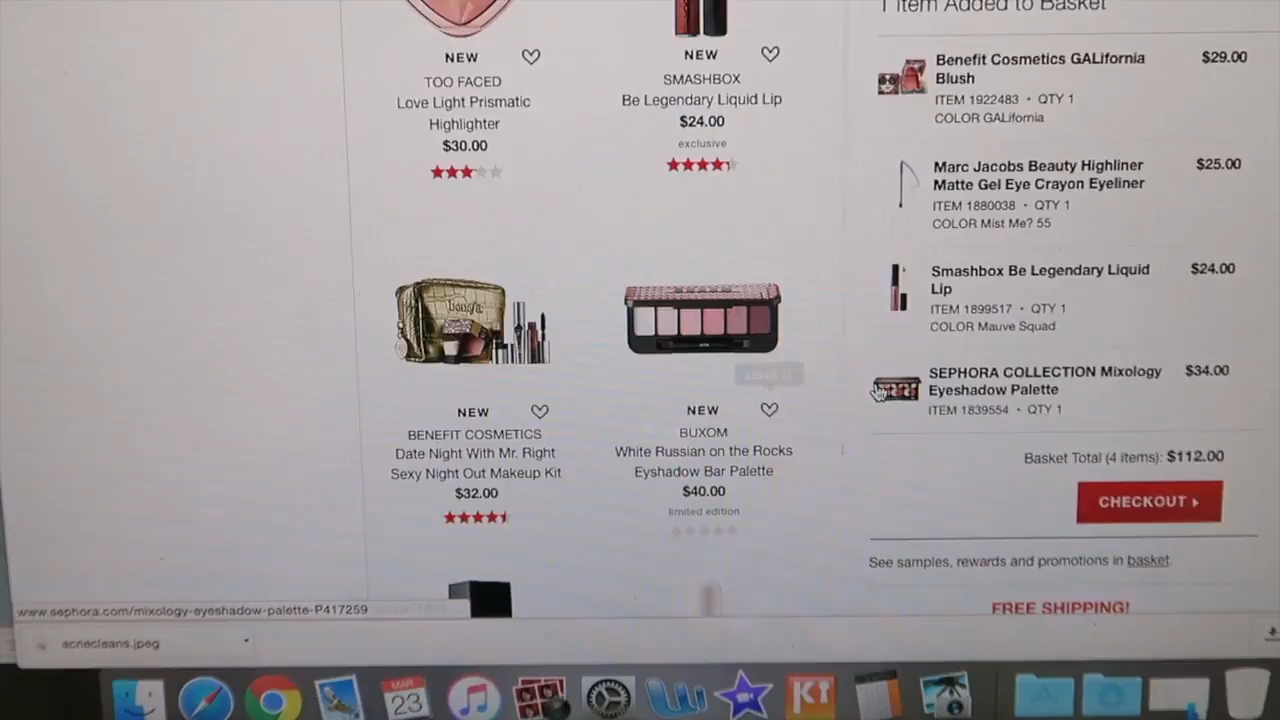 NEW
TOO FACED
Love Light Prismatic
Highlighter
$30.00
NEW
SMASHBOX
Be Legendary Liquid Lip
$24.00
exclusive
NEW
BENEFIT COSMETICS
Date Night With Mr. Right
Sexy Night Out Makeup Kit
$32.00
NEW
BUXOM
White Russian on the Rocks
Eyshadow Bar Palette
$40.00
limited edition
1 Item Added to Basket
Benefit Cosmetics GALifornia
Blush
$29.00
ITEM 1922483 • QTY 1
COLOR GALifornia
Marc Jacobs Beauty Highliner
Matte Gel Eye Crayon Eyeliner
$25.00
ITEM 1880038 • QTY 1
COLOR Mist Me? 55
Smashbox Be Legendary Liquid
Lip
$24.00
ITEM 1899517 • QTY 1
COLOR Mauve Squad
SEPHORA COLLECTION Mixology
Eyeshadow Palette
$34.00
ITEM 1839554 • QTY 1
Basket Total (4 items): $112.00
CHECKOUT
See samples, rewards and promotions in basket.
FREE SHIPPING!
www.sephora.com/mixology-eyeshadow-palette-P417259
acnecleans.jpeg
MAR
23